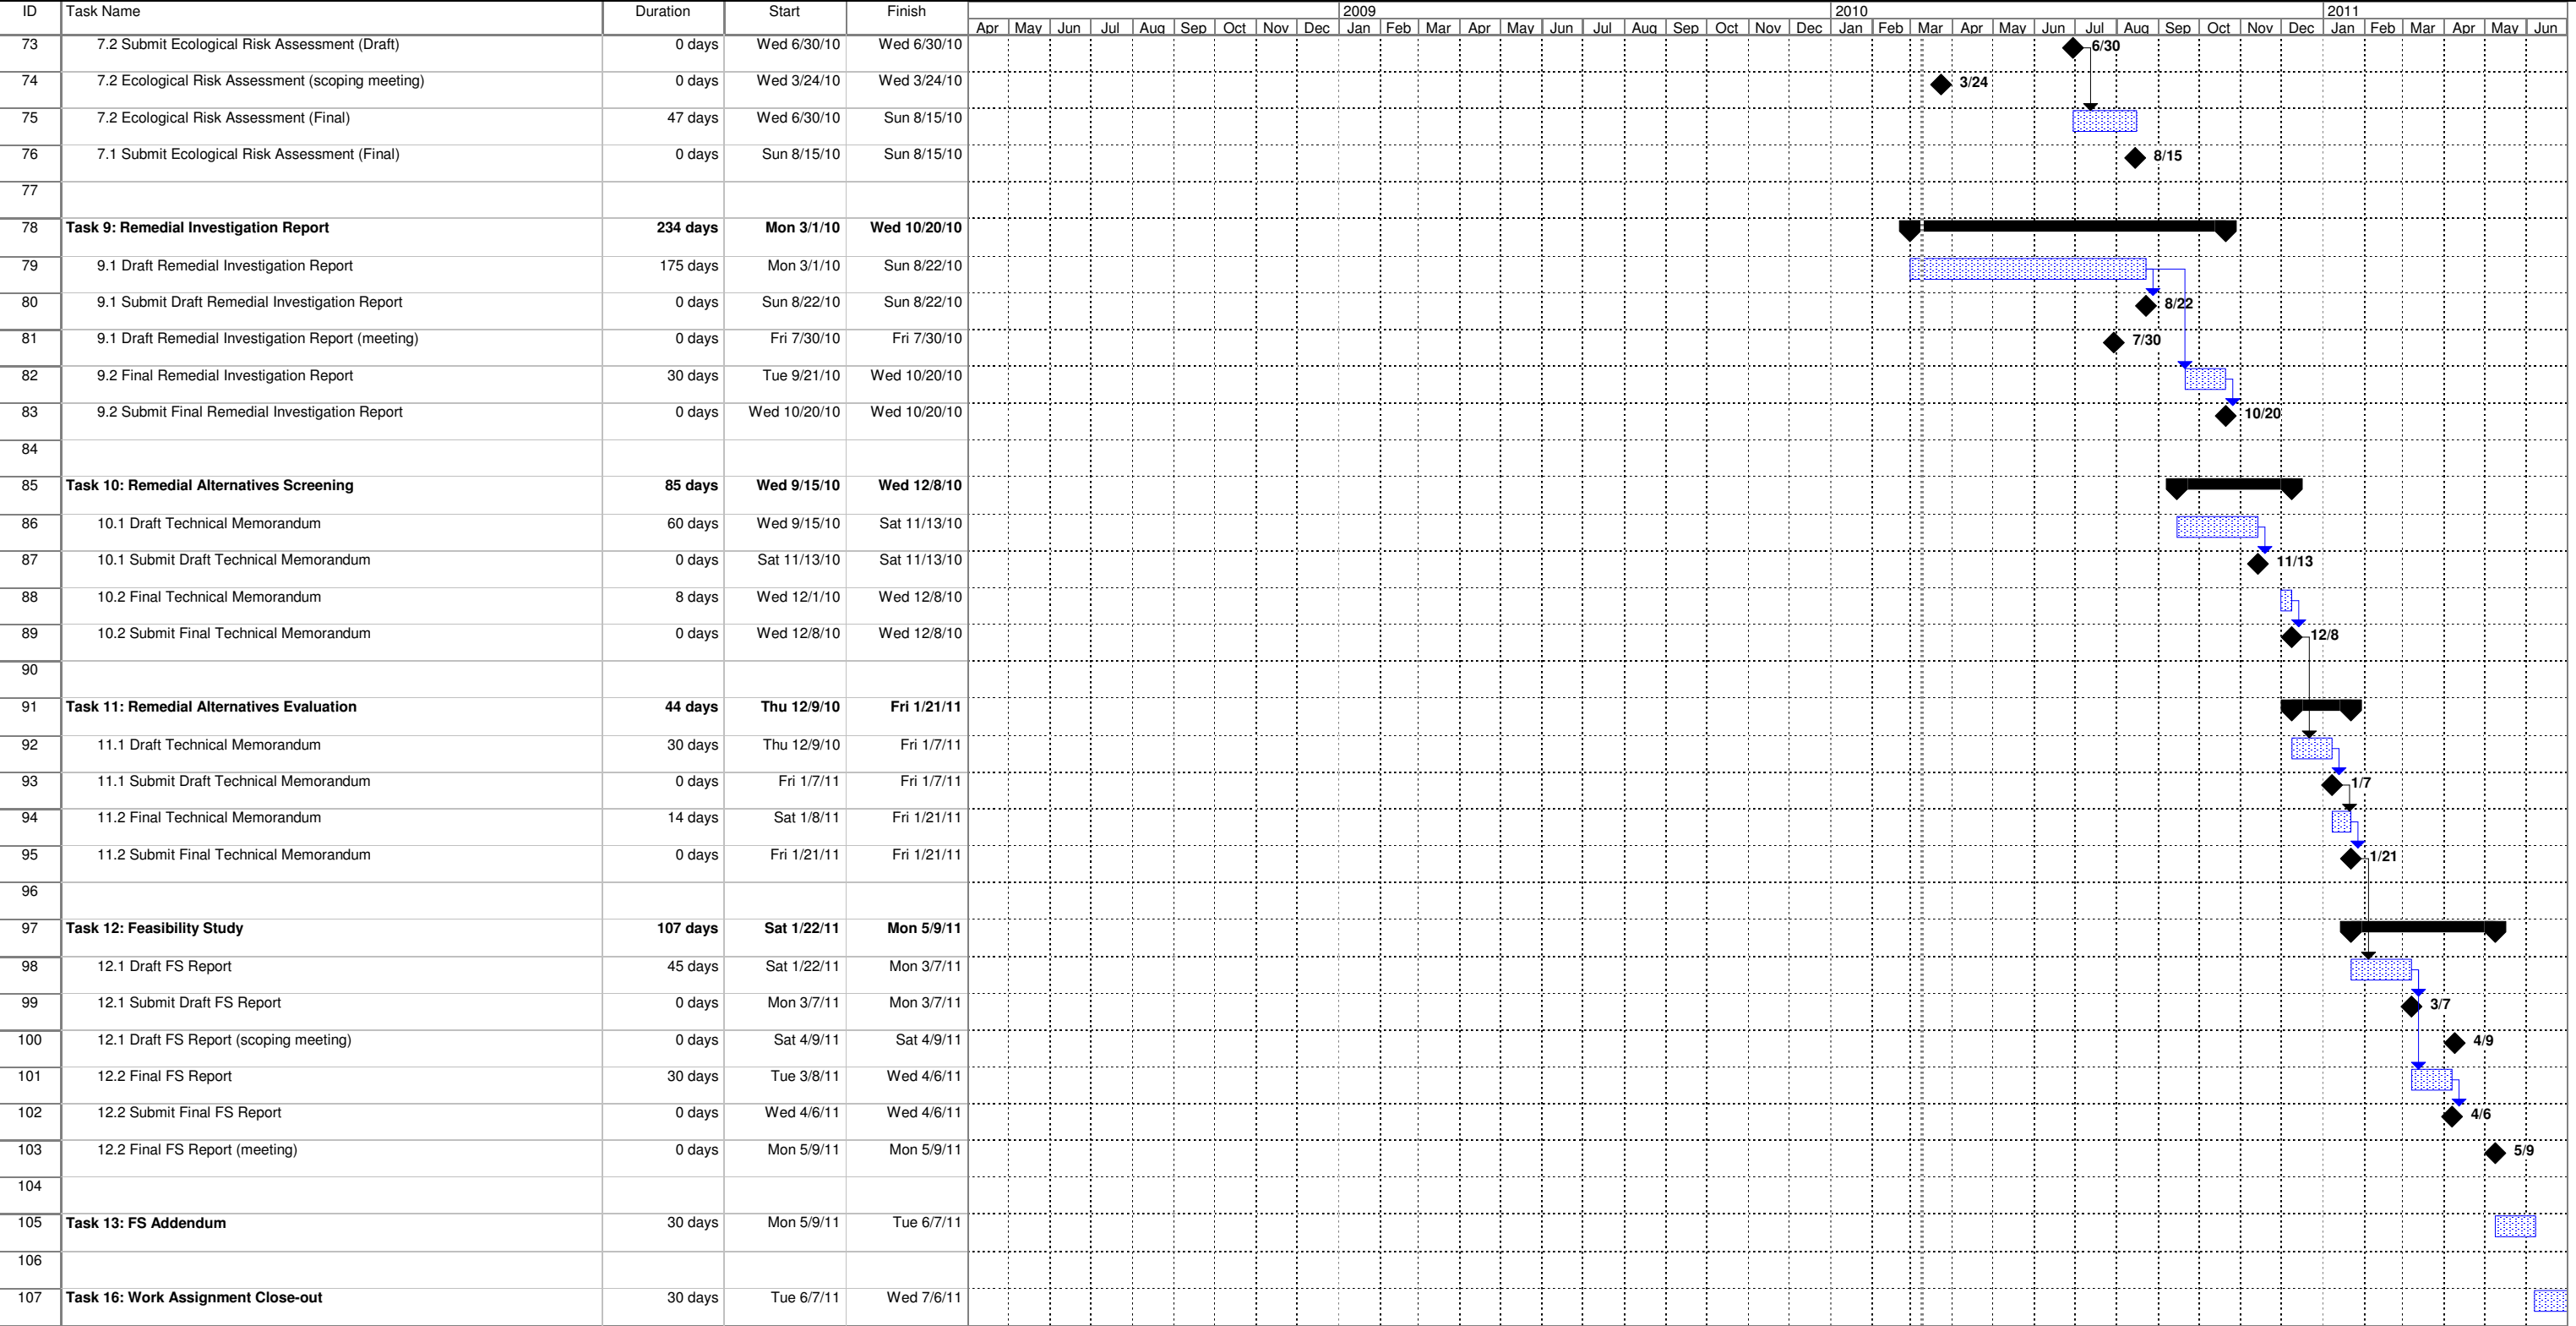 ID Task Name Duration Start Finish 2009 2010 2011
Apr May Jun Jul Aug Sep Oct Nov Dec Jan Feb Mar Apr May Jun Jul Aug Sep Oct Nov Dec Jan Feb Mar Apr May Jun Jul Aug Sep Oct Nov Dec Jan Feb Mar Apr May Jun
73 7.2 Submit Ecological Risk Assessment (Draft) 0 days Wed 6/30/10 Wed 6/30/10 6/30
74 7.2 Ecological Risk Assessment (scoping meeting) 0 days Wed 3/24/10 Wed 3/24/10 3/24
75 7.2 Ecological Risk Assessment (Final) 47 days Wed 6/30/10 Sun 8/15/10
76 7.1 Submit Ecological Risk Assessment (Final) 0 days Sun 8/15/10 Sun 8/15/10 8/15
77
78 Task 9: Remedial Investigation Report 234 days Mon 3/1/10 Wed 10/20/10
79 9.1 Draft Remedial Investigation Report 175 days Mon 3/1/10 Sun 8/22/10
80 9.1 Submit Draft Remedial Investigation Report 0 days Sun 8/22/10 Sun 8/22/10 8/22
81 9.1 Draft Remedial Investigation Report (meeting) 0 days Fri 7/30/10 Fri 7/30/10 7/30
82 9.2 Final Remedial Investigation Report 30 days Tue 9/21/10 Wed 10/20/10
83 9.2 Submit Final Remedial Investigation Report 0 days Wed 10/20/10 Wed 10/20/10 10/20
84
85 Task 10: Remedial Alternatives Screening 85 days Wed 9/15/10 Wed 12/8/10
86 10.1 Draft Technical Memorandum 60 days Wed 9/15/10 Sat 11/13/10
87 10.1 Submit Draft Technical Memorandum 0 days Sat 11/13/10 Sat 11/13/10 11/13
88 10.2 Final Technical Memorandum 8 days Wed 12/1/10 Wed 12/8/10
89 10.2 Submit Final Technical Memorandum 0 days Wed 12/8/10 Wed 12/8/10 12/8
90
91 Task 11: Remedial Alternatives Evaluation 44 days Thu 12/9/10 Fri 1/21/11
92 11.1 Draft Technical Memorandum 30 days Thu 12/9/10 Fri 1/7/11
93 11.1 Submit Draft Technical Memorandum 0 days Fri 1/7/11 Fri 1/7/11 1/7
94 11.2 Final Technical Memorandum 14 days Sat 1/8/11 Fri 1/21/11
95 11.2 Submit Final Technical Memorandum 0 days Fri 1/21/11 Fri 1/21/11 1/21
96
97 Task 12: Feasibility Study 107 days Sat 1/22/11 Mon 5/9/11
98 12.1 Draft FS Report 45 days Sat 1/22/11 Mon 3/7/11
99 12.1 Submit Draft FS Report 0 days Mon 3/7/11 Mon 3/7/11 3/7
100 12.1 Draft FS Report (scoping meeting) 0 days Sat 4/9/11 Sat 4/9/11 4/9
101 12.2 Final FS Report 30 days Tue 3/8/11 Wed 4/6/11
102 12.2 Submit Final FS Report 0 days Wed 4/6/11 Wed 4/6/11 4/6
103 12.2 Final FS Report (meeting) 0 days Mon 5/9/11 Mon 5/9/11 5/9
104
105 Task 13: FS Addendum 30 days Mon 5/9/11 Tue 6/7/11
106
107 Task 16: Work Assignment Close-out 30 days Tue 6/7/11 Wed 7/6/11